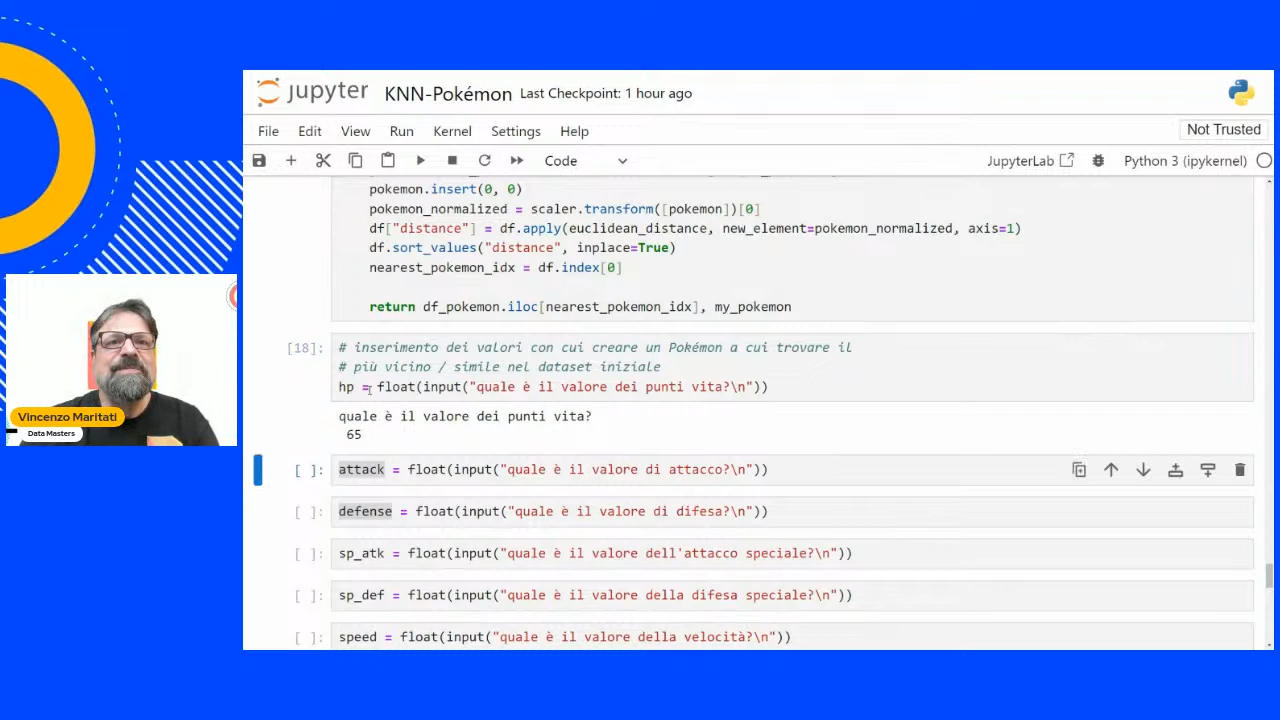 jupyter KNN-Pokémon Last Checkpoint: 1 hour ago
File Edit View Run Kernel Settings Help
Not Trusted
Code
JupyterLab
Python 3 (ipykernel)
pokemon.insert(0, 0)
pokemon_normalized = scaler.transform([pokemon])[0]
df["distance"] = df.apply(euclidean_distance, new_element=pokemon_normalized, axis=1)
df.sort_values("distance", inplace=True)
nearest_pokemon_idx = df.index[0]
return df_pokemon.iloc[nearest_pokemon_idx], my_pokemon
[18]: # inserimento dei valori con cui creare un Pokémon a cui trovare il
# più vicino / simile nel dataset iniziale
hp = float(input("quale è il valore dei punti vita?\n"))
quale è il valore dei punti vita?
65
[ ]: attack = float(input("quale è il valore di attacco?\n"))
[ ]: defense = float(input("quale è il valore di difesa?\n"))
[ ]: sp_atk = float(input("quale è il valore dell'attacco speciale?\n"))
[ ]: sp_def = float(input("quale è il valore della difesa speciale?\n"))
[ ]: speed = float(input("quale è il valore della velocità?\n"))
Vincenzo Maritati
Data Masters